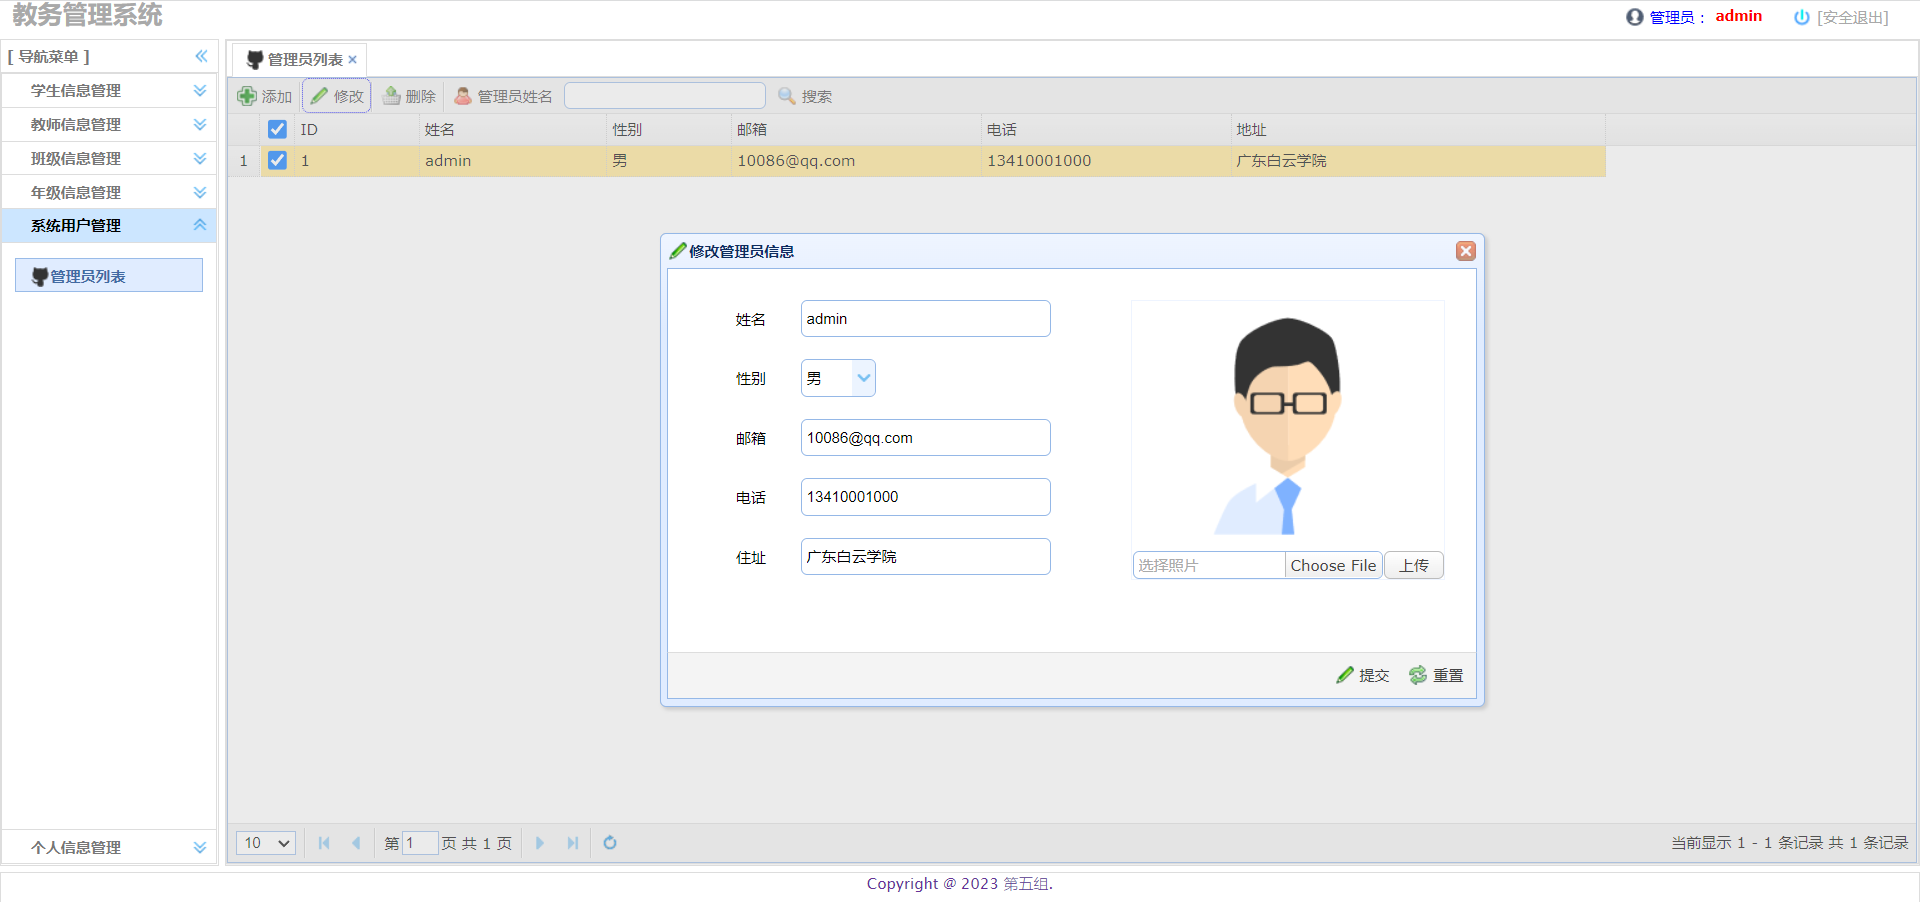 教务管理系统
管理员： admin [安全退出]
[ 导航菜单 ]
学生信息管理
教师信息管理
班级信息管理
年级信息管理
系统用户管理
管理员列表
个人信息管理
管理员列表
添加 修改 删除 管理员姓名 搜索
ID 姓名 性别 邮箱 电话 地址
1 1 admin 男 10086@qq.com 13410001000 广东白云学院
修改管理员信息
姓名 admin
性别 男
邮箱 10086@qq.com
电话 13410001000
住址 广东白云学院
选择照片 Choose File 上传
提交 重置
10 第 1 页 共 1 页
当前显示 1 - 1 条记录 共 1 条记录
Copyright @ 2023 第五组.